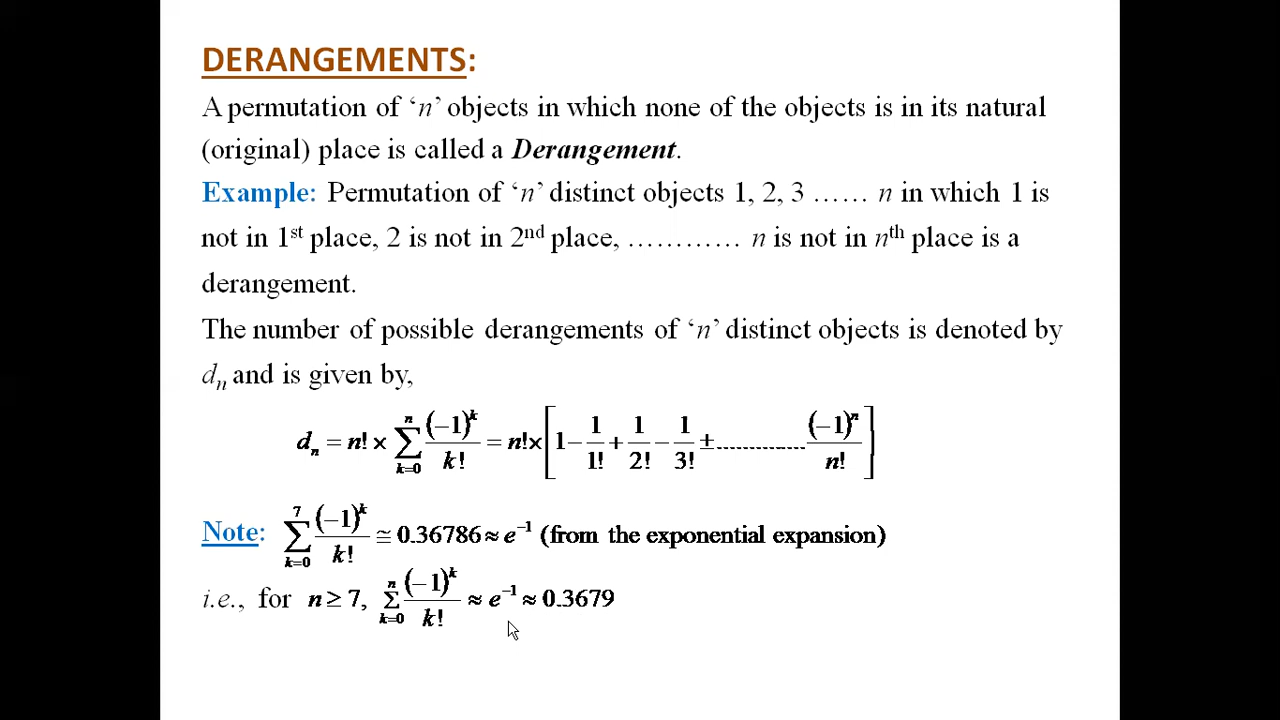 DERANGEMENTS:
A permutation of ‘n’ objects in which none of the objects is in its natural
(original) place is called a Derangement.
Example: Permutation of ‘n’ distinct objects 1, 2, 3 …… n in which 1 is
not in 1st place, 2 is not in 2nd place, ………… n is not in nth place is a
derangement.
The number of possible derangements of ‘n’ distinct objects is denoted by
dn and is given by,
d_n = n! × ∑_{k=0}^{n} (−1)^k / k! = n! × [1 − 1/1! + 1/2! − 1/3! ± .............. (−1)^n / n!]
Note: ∑_{k=0}^{7} (−1)^k / k! ≅ 0.36786 ≈ e^−1 (from the exponential expansion)
i.e., for n ≥ 7, ∑_{k=0}^{n} (−1)^k / k! ≈ e^−1 ≈ 0.3679